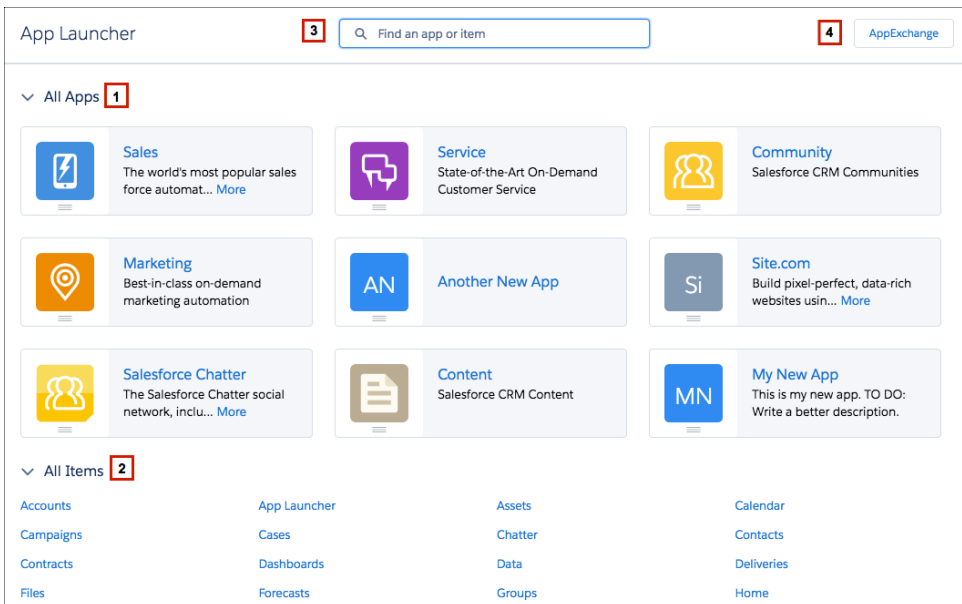 App Launcher
3
Find an app or item
4
AppExchange
All Apps 1
Sales
The world's most popular sales
force automat... More
Service
State-of-the-Art On-Demand
Customer Service
Community
Salesforce CRM Communities
Marketing
Best-in-class on-demand
marketing automation
AN
Another New App
Si
Site.com
Build pixel-perfect, data-rich
websites usin... More
Salesforce Chatter
The Salesforce Chatter social
network, inclu... More
Content
Salesforce CRM Content
MN
My New App
This is my new app. TO DO:
Write a better description.
All Items 2
Accounts
App Launcher
Assets
Calendar
Campaigns
Cases
Chatter
Contacts
Contracts
Dashboards
Data
Deliveries
Files
Forecasts
Groups
Home